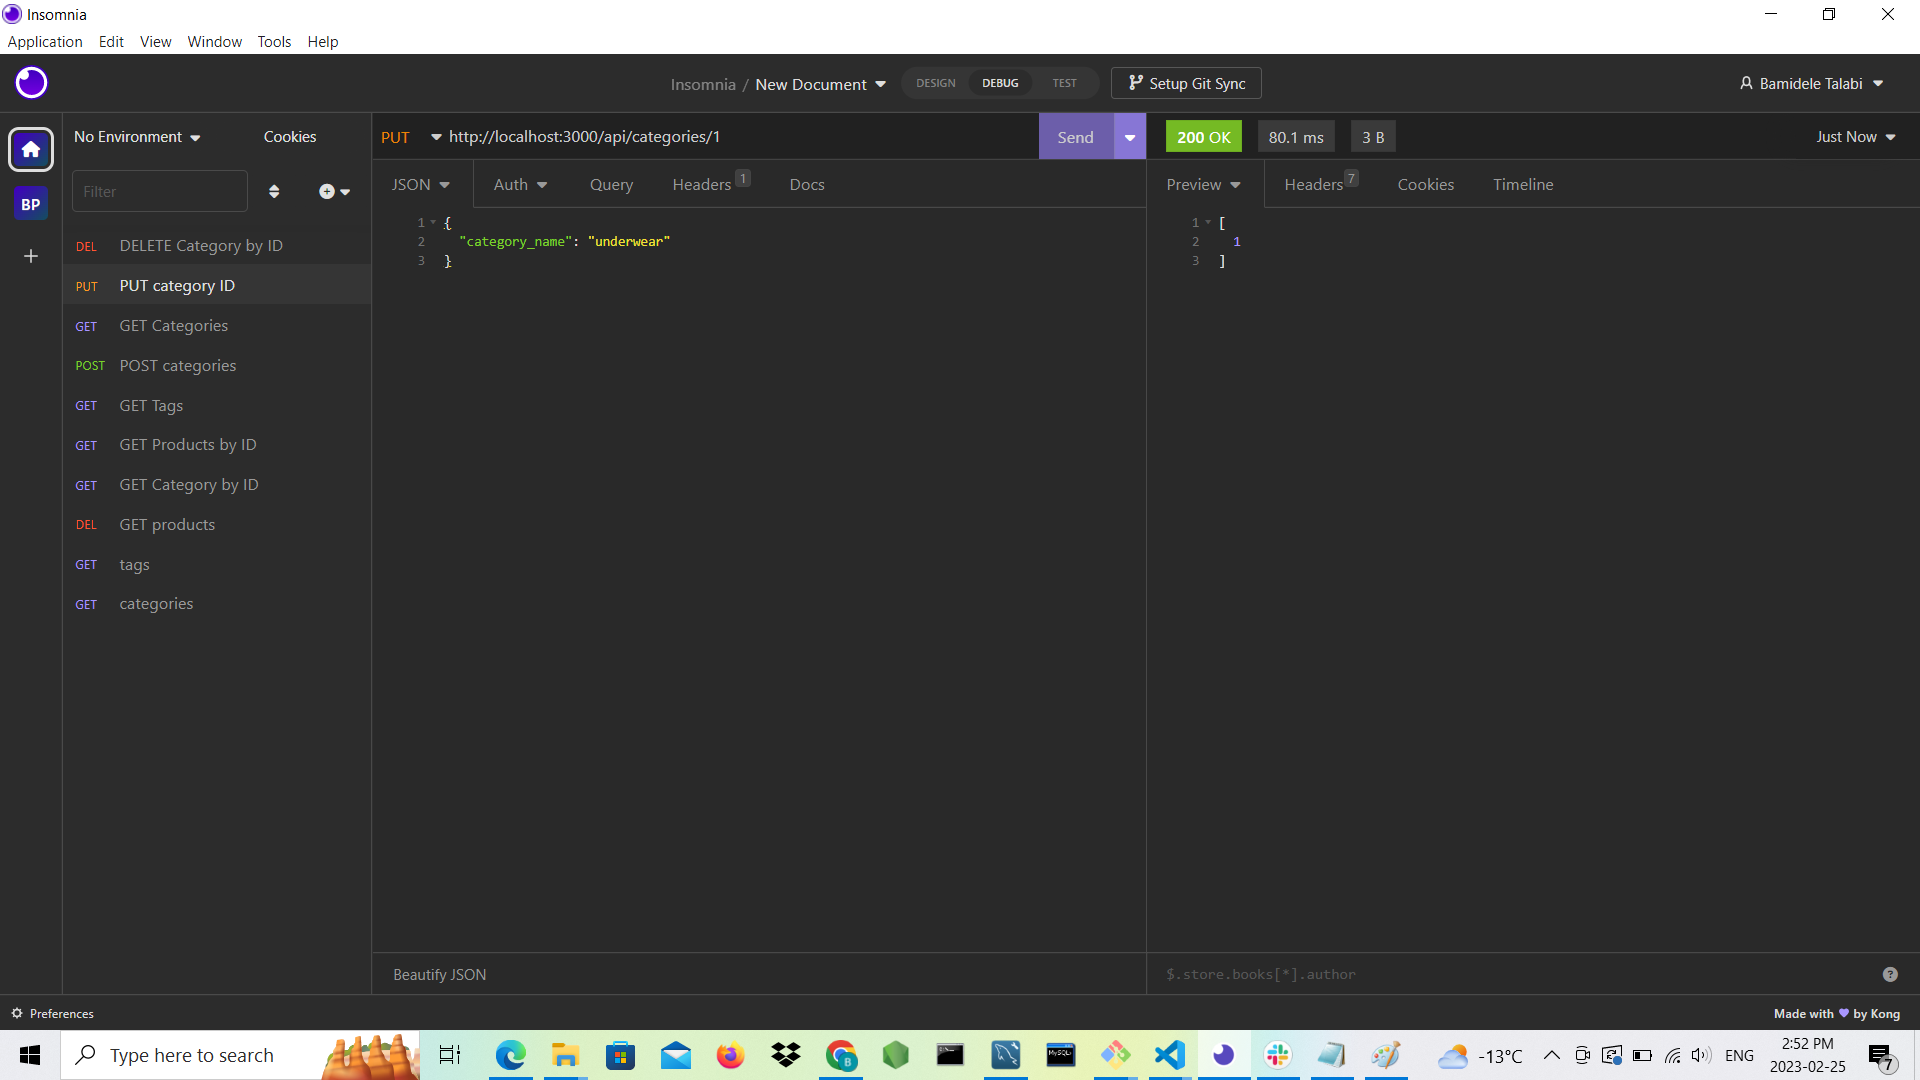 Insomnia
Application Edit View Window Tools Help
Insomnia / New Document DESIGN DEBUG TEST Setup Git Sync Bamidele Talabi
No Environment Cookies
PUT http://localhost:3000/api/categories/1 Send
200 OK 80.1 ms 3 B Just Now
Filter
JSON Auth Query Headers 1 Docs
Preview Headers 7 Cookies Timeline
BP
DEL DELETE Category by ID
PUT PUT category ID
GET GET Categories
POST POST categories
GET GET Tags
GET GET Products by ID
GET GET Category by ID
DEL GET products
GET tags
GET categories
1 {
2 "category_name": "underwear"
3 }
1 [
2 1
3 ]
Beautify JSON
$.store.books[*].author
?
Preferences
Made with by Kong
Type here to search
B
MySQL
-13°C
ENG
2:52 PM
2023-02-25
7